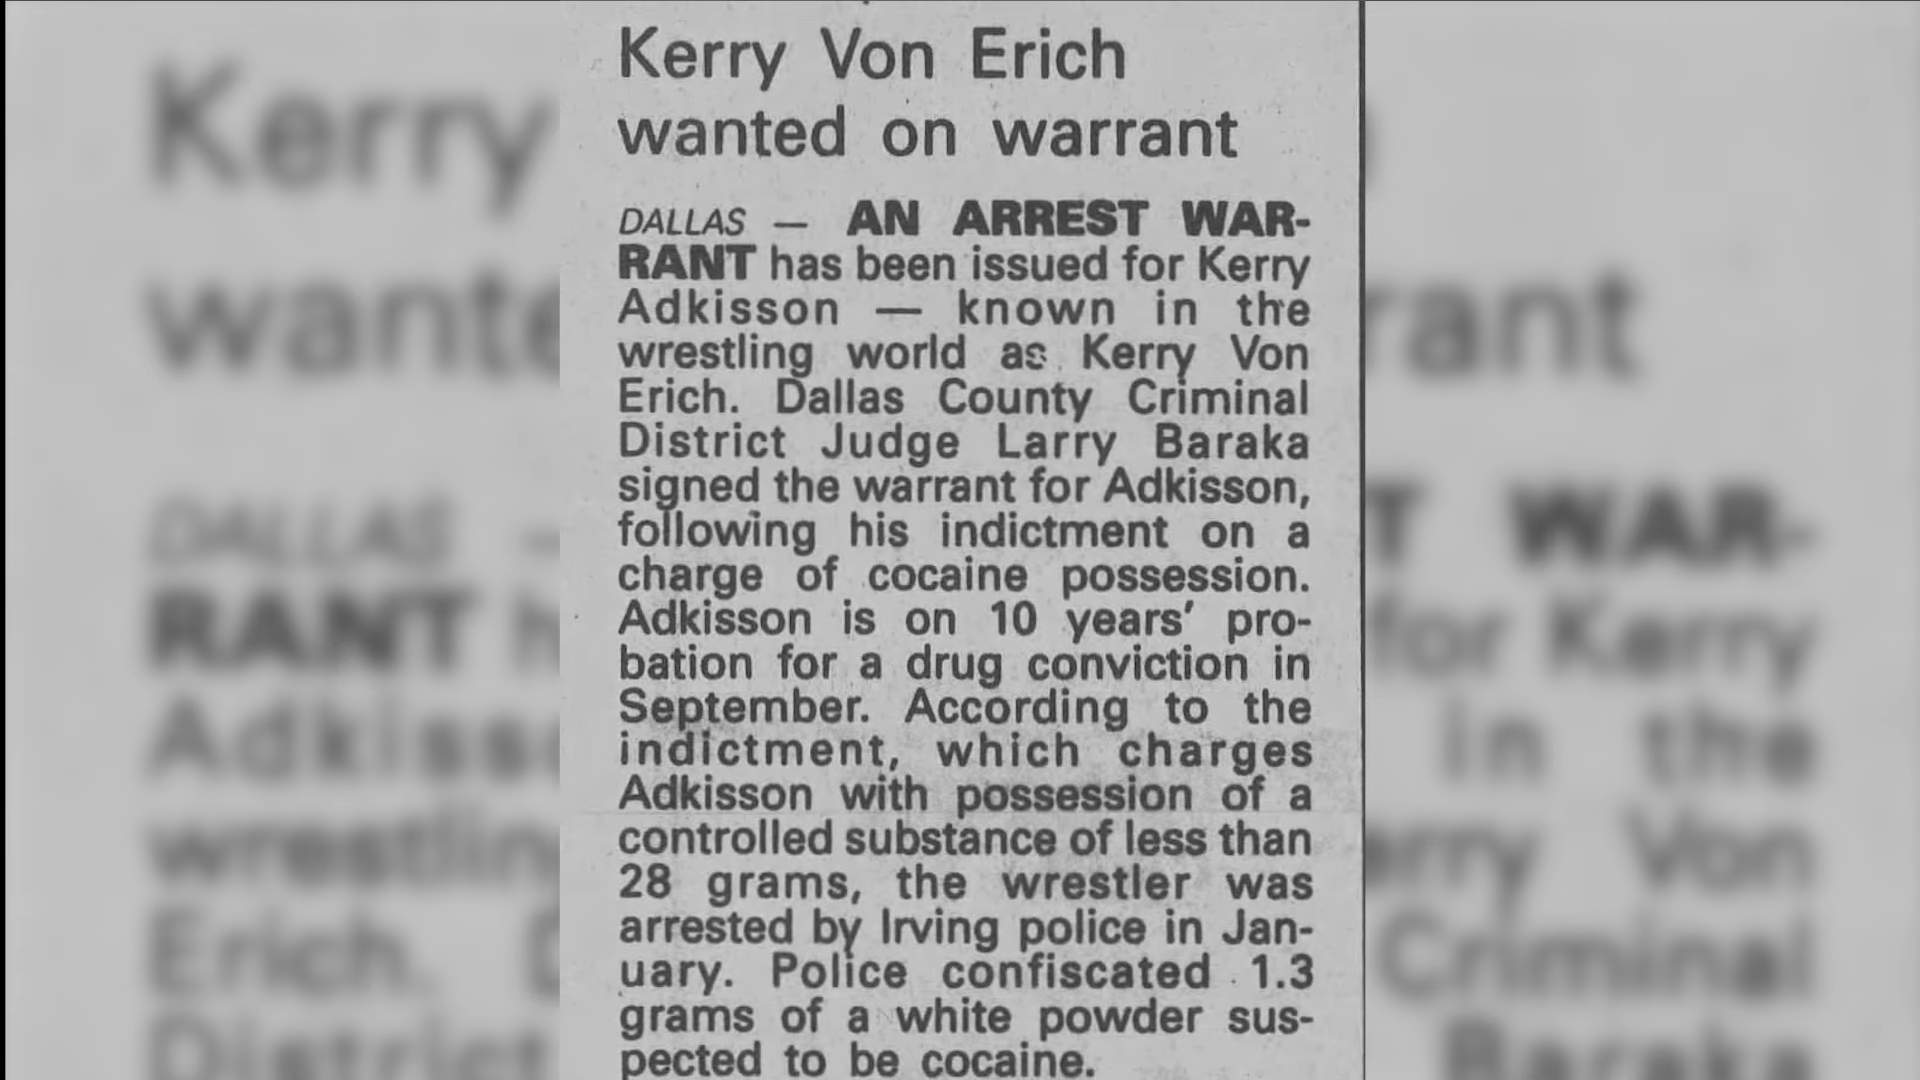 Kerry Von Erich
wanted on warrant
DALLAS — AN ARREST WAR-
RANT has been issued for Kerry
Adkisson — known in the
wrestling world as Kerry Von
Erich. Dallas County Criminal
District Judge Larry Baraka
signed the warrant for Adkisson,
following his indictment on a
charge of cocaine possession.
Adkisson is on 10 years' pro-
bation for a drug conviction in
September. According to the
indictment, which charges
Adkisson with possession of a
controlled substance of less than
28 grams, the wrestler was
arrested by Irving police in Jan-
uary. Police confiscated 1.3
grams of a white powder sus-
pected to be cocaine.